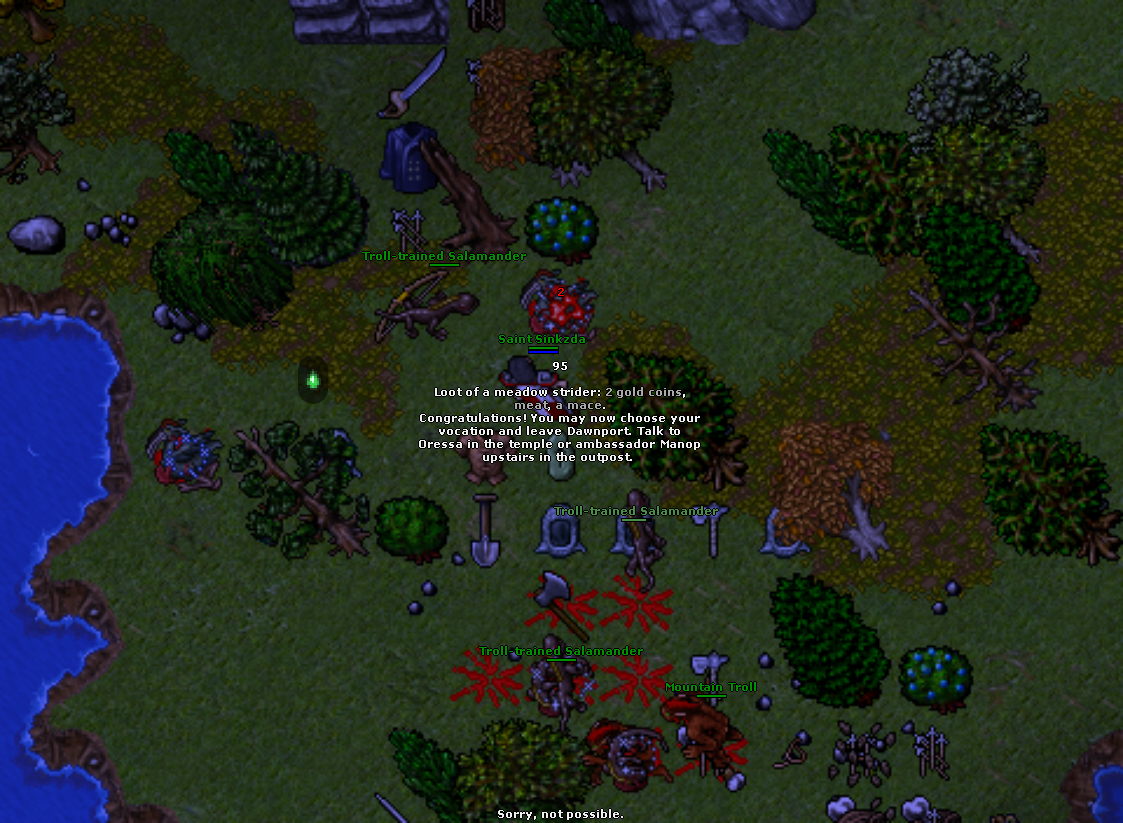 Troll-trained Salamander
2
Saint Sinkzda
95
Loot of a meadow strider: 2 gold coins,
meat, a mace.
Congratulations! You may now choose your
vocation and leave Dawnport. Talk to
Oressa in the temple or ambassador Manop
upstairs in the outpost.
Troll-trained Salamander
Troll-trained Salamander
Mountain Troll
Sorry, not possible.